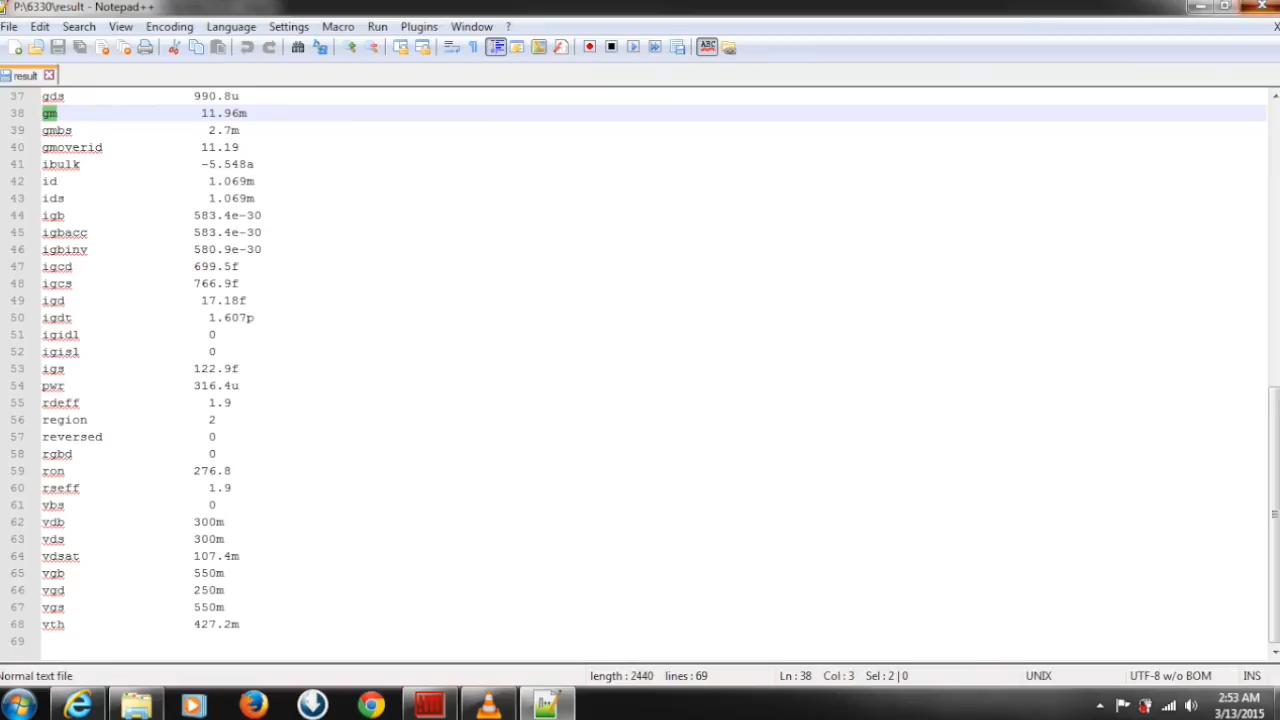 P:\6330\result - Notepad++
File Edit Search View Encoding Language Settings Macro Run Plugins Window ?
result
37 gds 990.8u
38 gm 11.96m
39 gmbs 2.7m
40 gmoverid 11.19
41 ibulk -5.548a
42 id 1.069m
43 ids 1.069m
44 igb 583.4e-30
45 igbacc 583.4e-30
46 igbinv 580.9e-30
47 igcd 699.5f
48 igcs 766.9f
49 igd 17.18f
50 igdt 1.607p
51 igidl 0
52 igisl 0
53 igs 122.9f
54 pwr 316.4u
55 rdeff 1.9
56 region 2
57 reversed 0
58 rgbd 0
59 ron 276.8
60 rseff 1.9
61 vbs 0
62 vdb 300m
63 vds 300m
64 vdsat 107.4m
65 vgb 550m
66 vgd 250m
67 vgs 550m
68 vth 427.2m
69
Normal text file length : 2440 lines : 69 Ln : 38 Col : 3 Sel : 2 | 0 UNIX UTF-8 w/o BOM INS
2:53 AM
3/13/2015